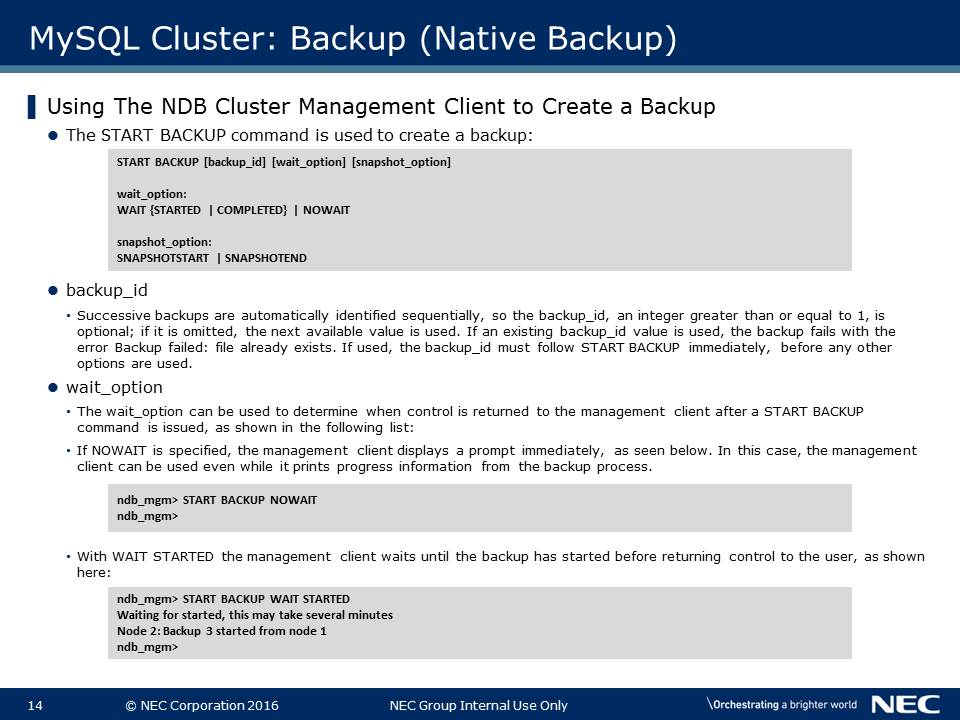 MySQL Cluster: Backup (Native Backup)
Using The NDB Cluster Management Client to Create a Backup
The START BACKUP command is used to create a backup:
START BACKUP [backup_id] [wait_option] [snapshot_option]
wait_option:
WAIT {STARTED | COMPLETED} | NOWAIT
snapshot_option:
SNAPSHOTSTART | SNAPSHOTEND
backup_id
Successive backups are automatically identified sequentially, so the backup_id, an integer greater than or equal to 1, is
optional; if it is omitted, the next available value is used. If an existing backup_id value is used, the backup fails with the
error Backup failed: file already exists. If used, the backup_id must follow START BACKUP immediately, before any other
options are used.
wait_option
The wait_option can be used to determine when control is returned to the management client after a START BACKUP
command is issued, as shown in the following list:
If NOWAIT is specified, the management client displays a prompt immediately, as seen below. In this case, the management
client can be used even while it prints progress information from the backup process.
ndb_mgm> START BACKUP NOWAIT
ndb_mgm>
With WAIT STARTED the management client waits until the backup has started before returning control to the user, as shown
here:
ndb_mgm> START BACKUP WAIT STARTED
Waiting for started, this may take several minutes
Node 2: Backup 3 started from node 1
ndb_mgm>
14 © NEC Corporation 2016 NEC Group Internal Use Only \Orchestrating a brighter world NEC